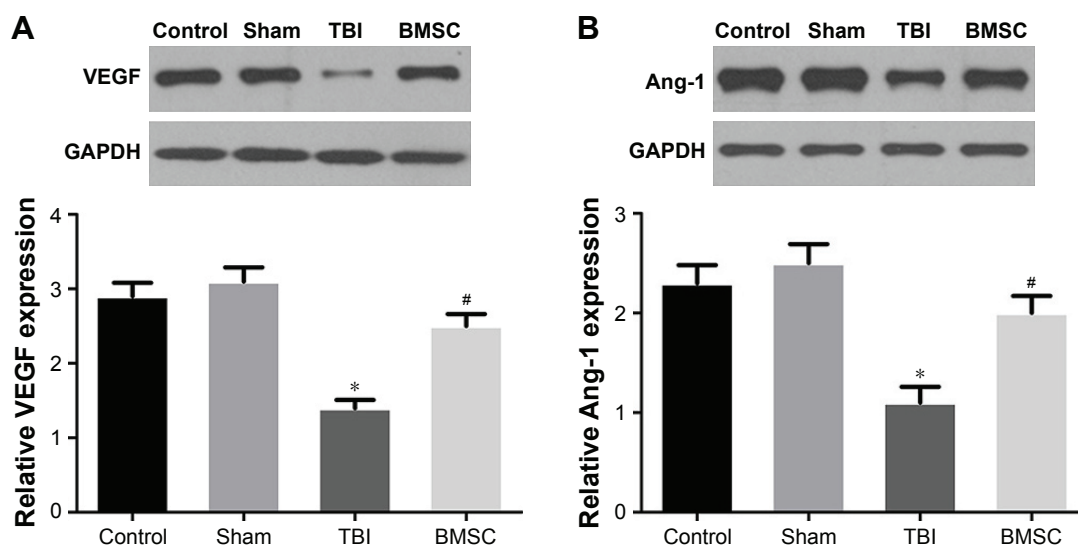 A
Control Sham TBI BMSC
VEGF
GAPDH
Relative VEGF expression
4
3
2
1
0
*
#
Control Sham TBI BMSC
B
Control Sham TBI BMSC
Ang-1
GAPDH
Relative Ang-1 expression
3
2
1
0
*
#
Control Sham TBI BMSC